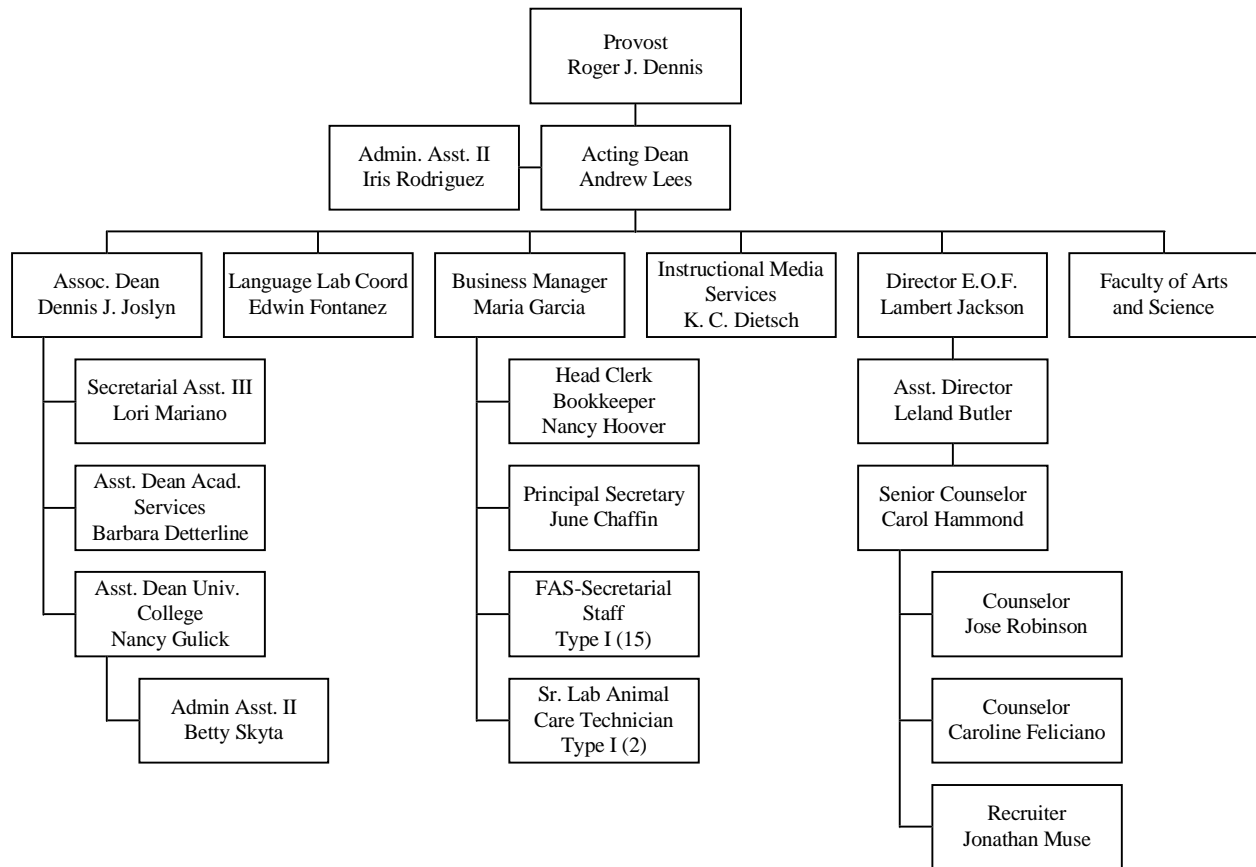 Provost
Roger J. Dennis
Admin. Asst. II
Iris Rodriguez
Acting Dean
Andrew Lees
Assoc. Dean
Dennis J. Joslyn
Language Lab Coord
Edwin Fontanez
Business Manager
Maria Garcia
Instructional Media
Services
K. C. Dietsch
Director E.O.F.
Lambert Jackson
Faculty of Arts
and Science
Secretarial Asst. III
Lori Mariano
Asst. Dean Acad.
Services
Barbara Detterline
Asst. Dean Univ.
College
Nancy Gulick
Admin Asst. II
Betty Skyta
Head Clerk
Bookkeeper
Nancy Hoover
Principal Secretary
June Chaffin
FAS-Secretarial
Staff
Type I (15)
Sr. Lab Animal
Care Technician
Type I (2)
Asst. Director
Leland Butler
Senior Counselor
Carol Hammond
Counselor
Jose Robinson
Counselor
Caroline Feliciano
Recruiter
Jonathan Muse